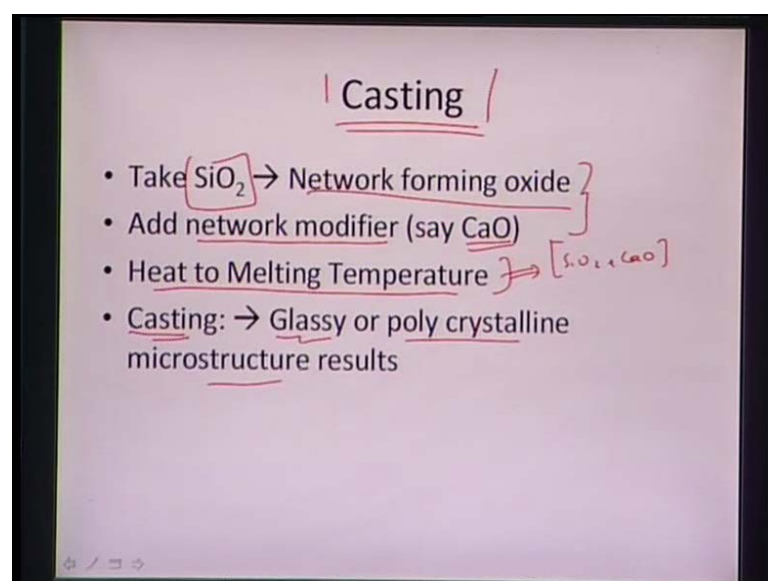 Casting
• Take SiO₂ → Network forming oxide
• Add network modifier (say CaO)
• Heat to Melting Temperature ⇒ [SiO₂, CaO]
• Casting: → Glassy or poly crystalline
microstructure results